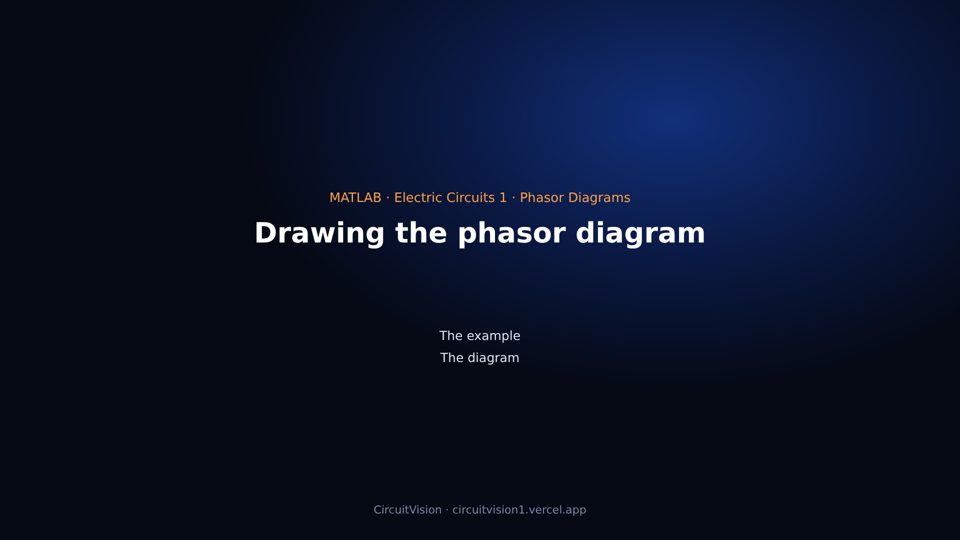 MATLAB · Electric Circuits 1 · Phasor Diagrams
Drawing the phasor diagram
The example
The diagram
CircuitVision · circuitvision1.vercel.app